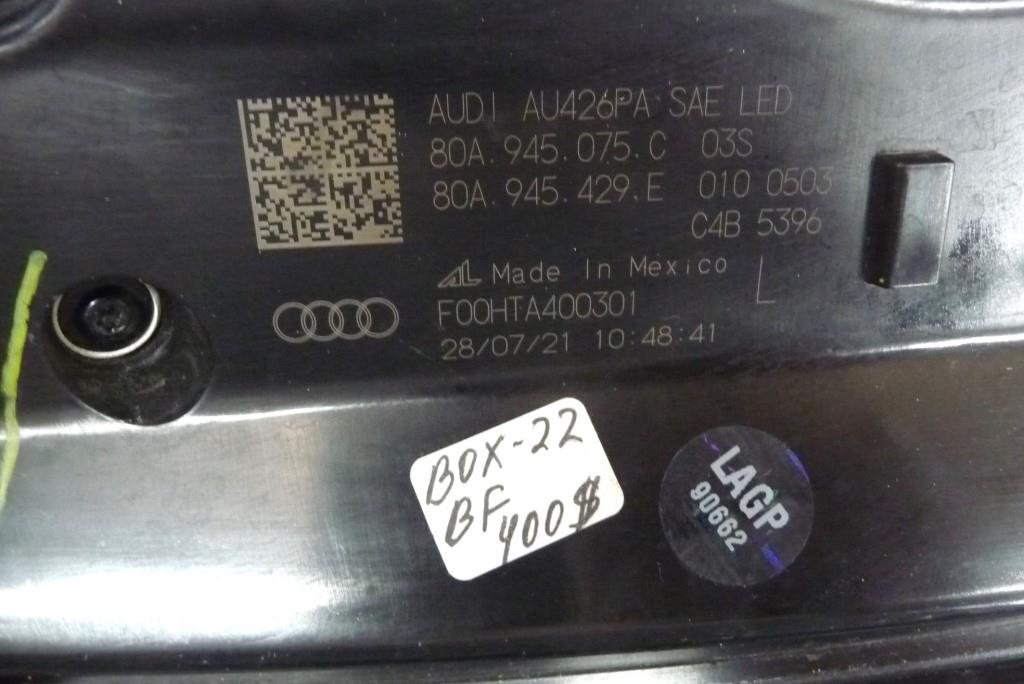 AUDI AU426PA SAE LED
80A.945.075.C 03S
80A.945.429.E 010 0503
C4B 5396
AL Made In Mexico L
F00HTA400301
28/07/21 10:48:41
BOX-22
BF
400$
LAGP
90662